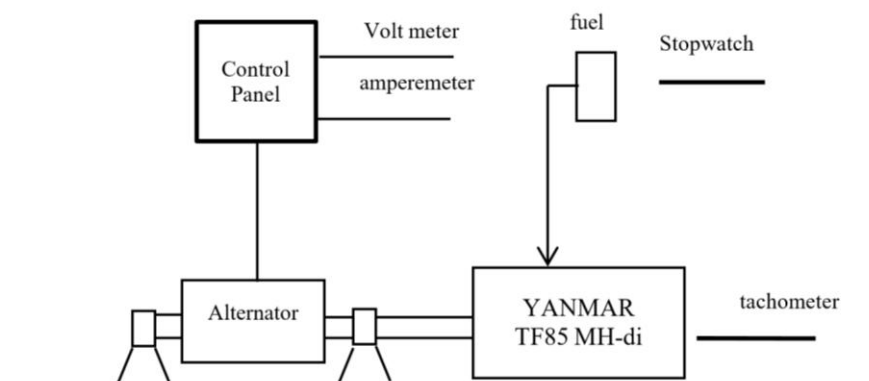 Volt meter
fuel
Stopwatch
Control
Panel
amperemeter
Alternator
YANMAR
TF85 MH-di
tachometer